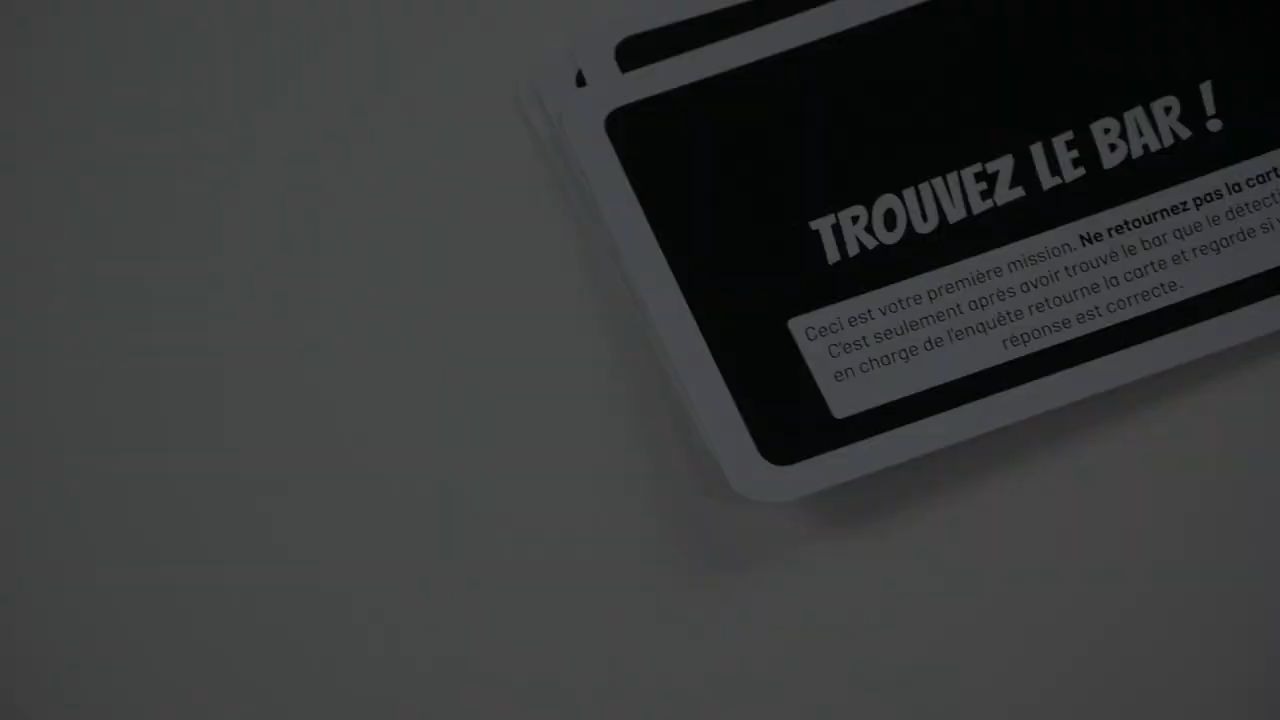 TROUVEZ LE BAR !
Ceci est votre première mission. Ne retournez pas la
C'est seulement après avoir trouvé le bar que le
en charge de l'enquête retourne la carte et regarde si
réponse est correcte.